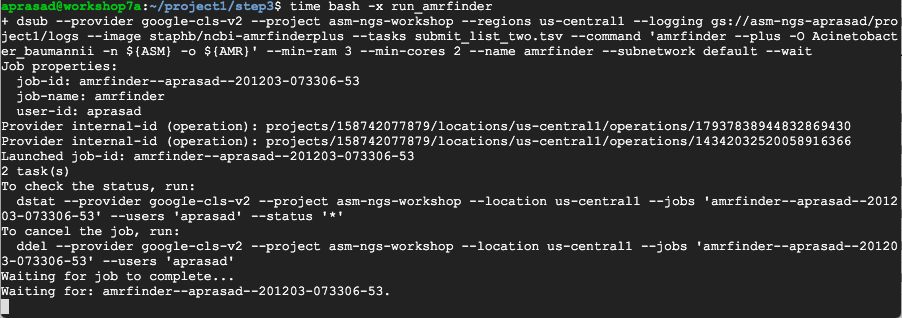 aprasad@workshop7a:~/project1/step3$ time bash -x run_amrfinder
+ dsub --provider google-cls-v2 --project asm-ngs-workshop --regions us-central1 --logging gs://asm-ngs-aprasad/pro
ject1/logs --image staphb/ncbi-amrfinderplus --tasks submit_list_two.tsv --command 'amrfinder --plus -O Acinetobact
er_baumannii -n ${ASM} -o ${AMR}' --min-ram 3 --min-cores 2 --name amrfinder --subnetwork default --wait
Job properties:
  job-id: amrfinder--aprasad--201203-073306-53
  job-name: amrfinder
  user-id: aprasad
Provider internal-id (operation): projects/158742077879/locations/us-central1/operations/17937838944832869430
Provider internal-id (operation): projects/158742077879/locations/us-central1/operations/14342032520058916366
Launched job-id: amrfinder--aprasad--201203-073306-53
2 task(s)
To check the status, run:
  dstat --provider google-cls-v2 --project asm-ngs-workshop --location us-central1 --jobs 'amrfinder--aprasad--2012
03-073306-53' --users 'aprasad' --status '*'
To cancel the job, run:
  ddel --provider google-cls-v2 --project asm-ngs-workshop --location us-central1 --jobs 'amrfinder--aprasad--20120
3-073306-53' --users 'aprasad'
Waiting for job to complete...
Waiting for: amrfinder--aprasad--201203-073306-53.